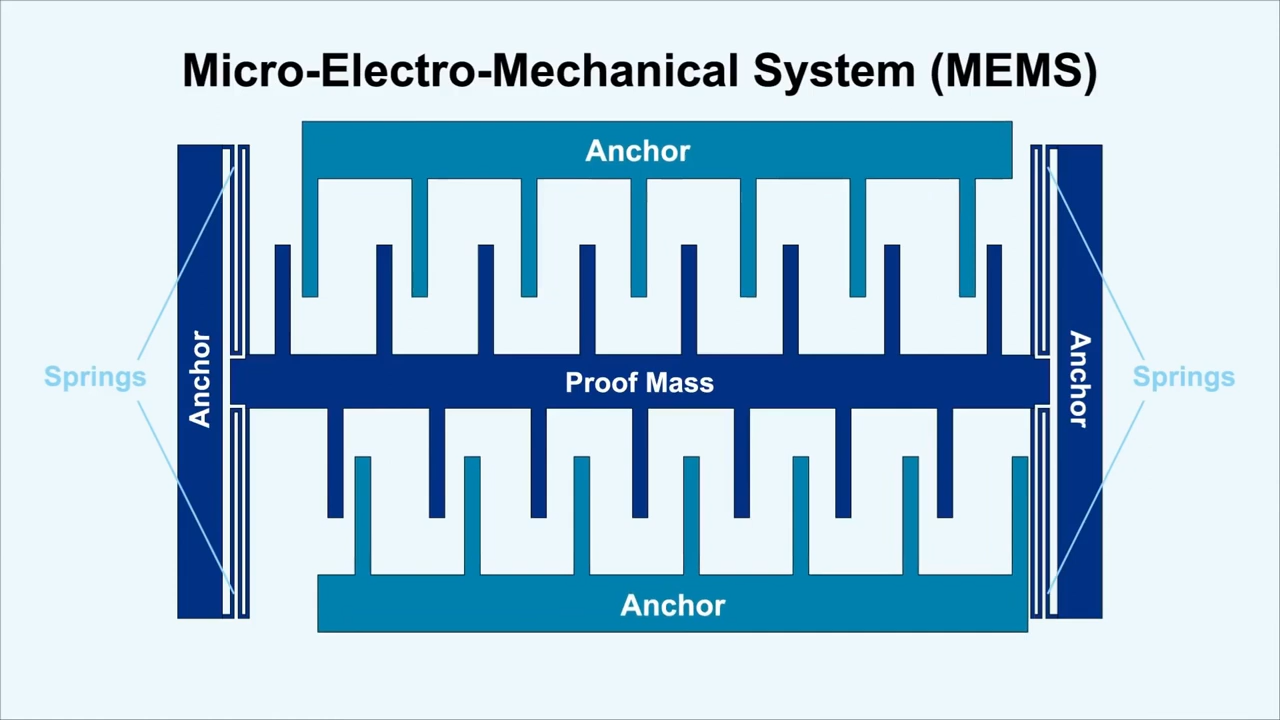 Micro-Electro-Mechanical System (MEMS)
Anchor
Springs
Anchor
Proof Mass
Anchor
Springs
Anchor